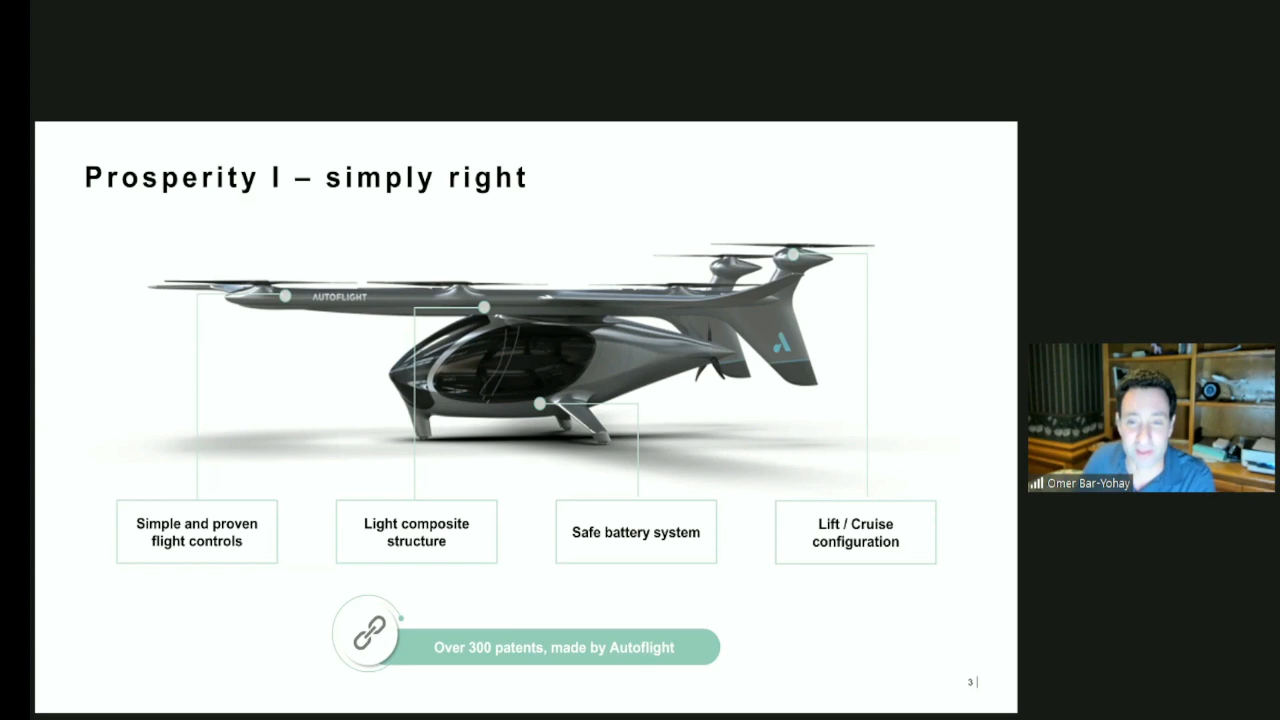 Prosperity I – simply right
AUTOFLIGHT
Simple and proven
flight controls
Light composite
structure
Safe battery system
Lift / Cruise
configuration
Over 300 patents, made by Autoflight
3
Omer Bar-Yohay